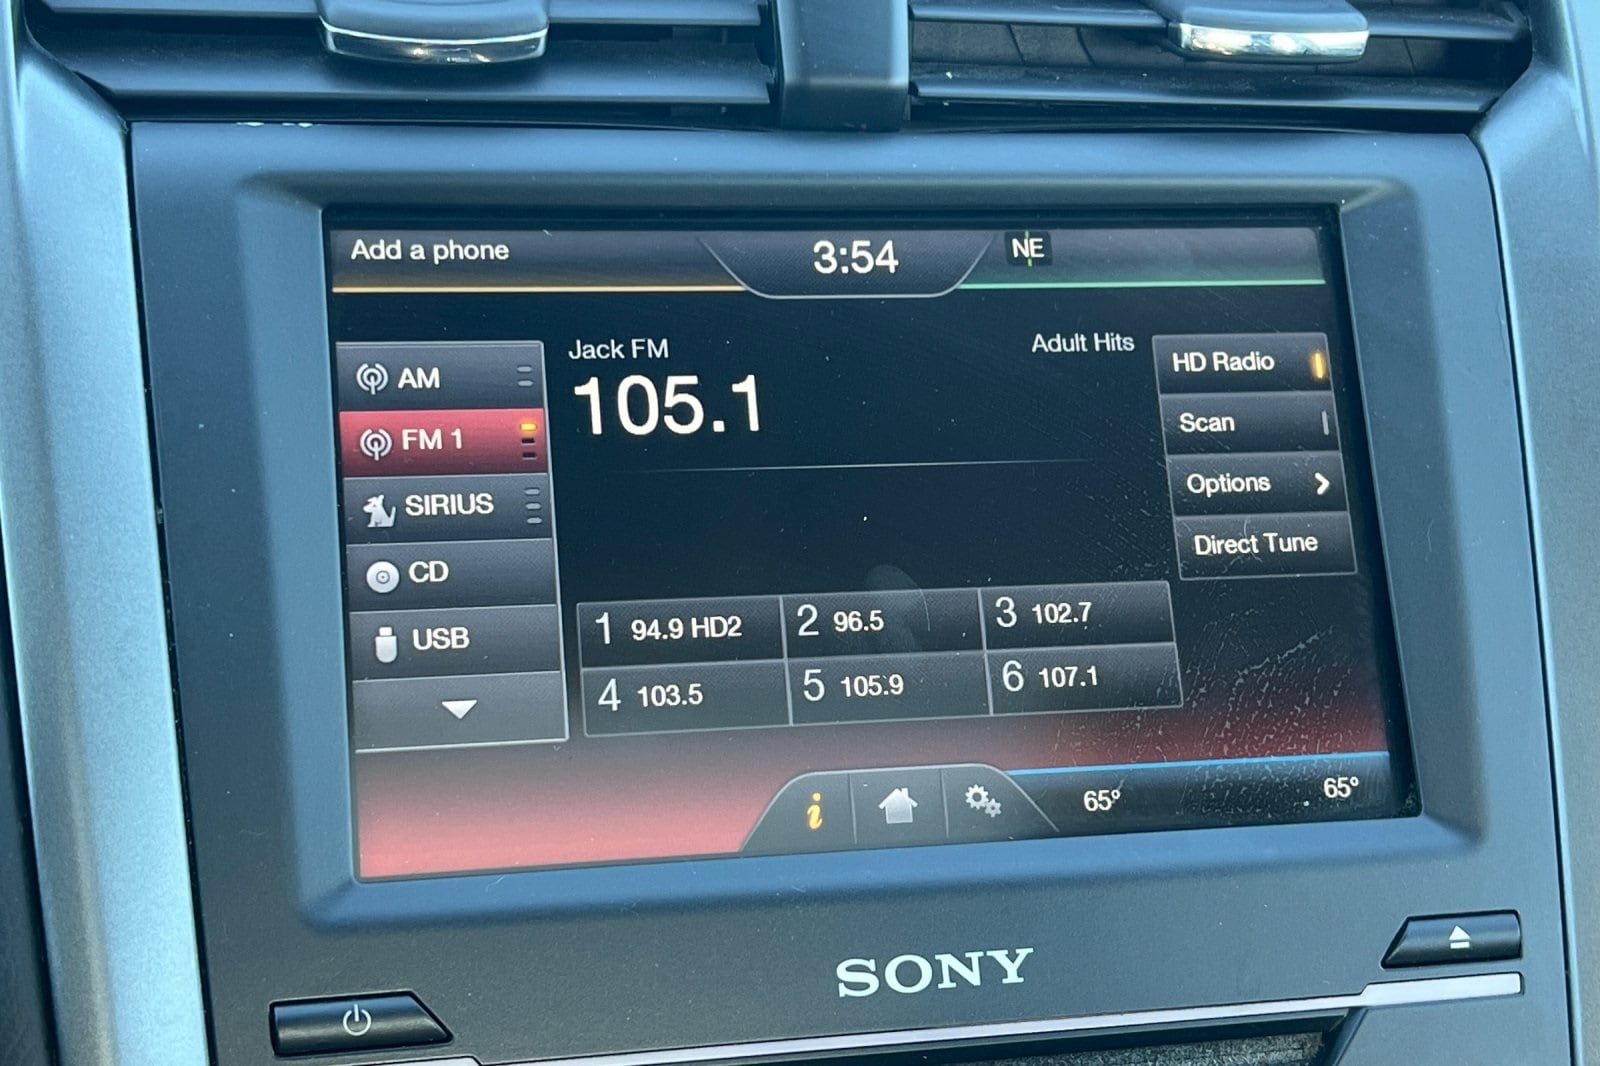 Add a phone
3:54
NE
AM
FM 1
SIRIUS
CD
USB
Jack FM
Adult Hits
105.1
HD Radio
Scan
Options
Direct Tune
1 94.9 HD2
2 96.5
3 102.7
4 103.5
5 105.9
6 107.1
i
65°
65°
SONY